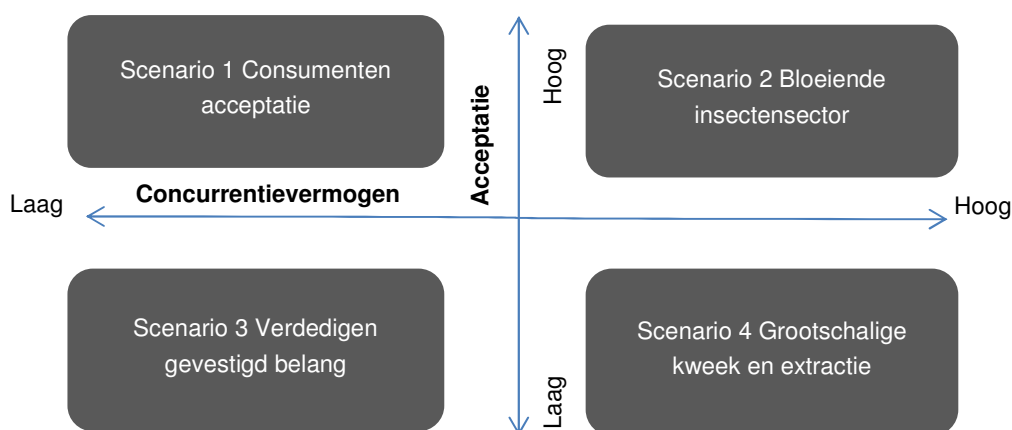 Scenario 1 Consumenten
acceptatie
Acceptatie
Hoog
Scenario 2 Bloeiende
insectensector
Laag
Concurrentievermogen
Hoog
Scenario 3 Verdedigen
gevestigd belang
Laag
Scenario 4 Grootschalige
kweek en extractie